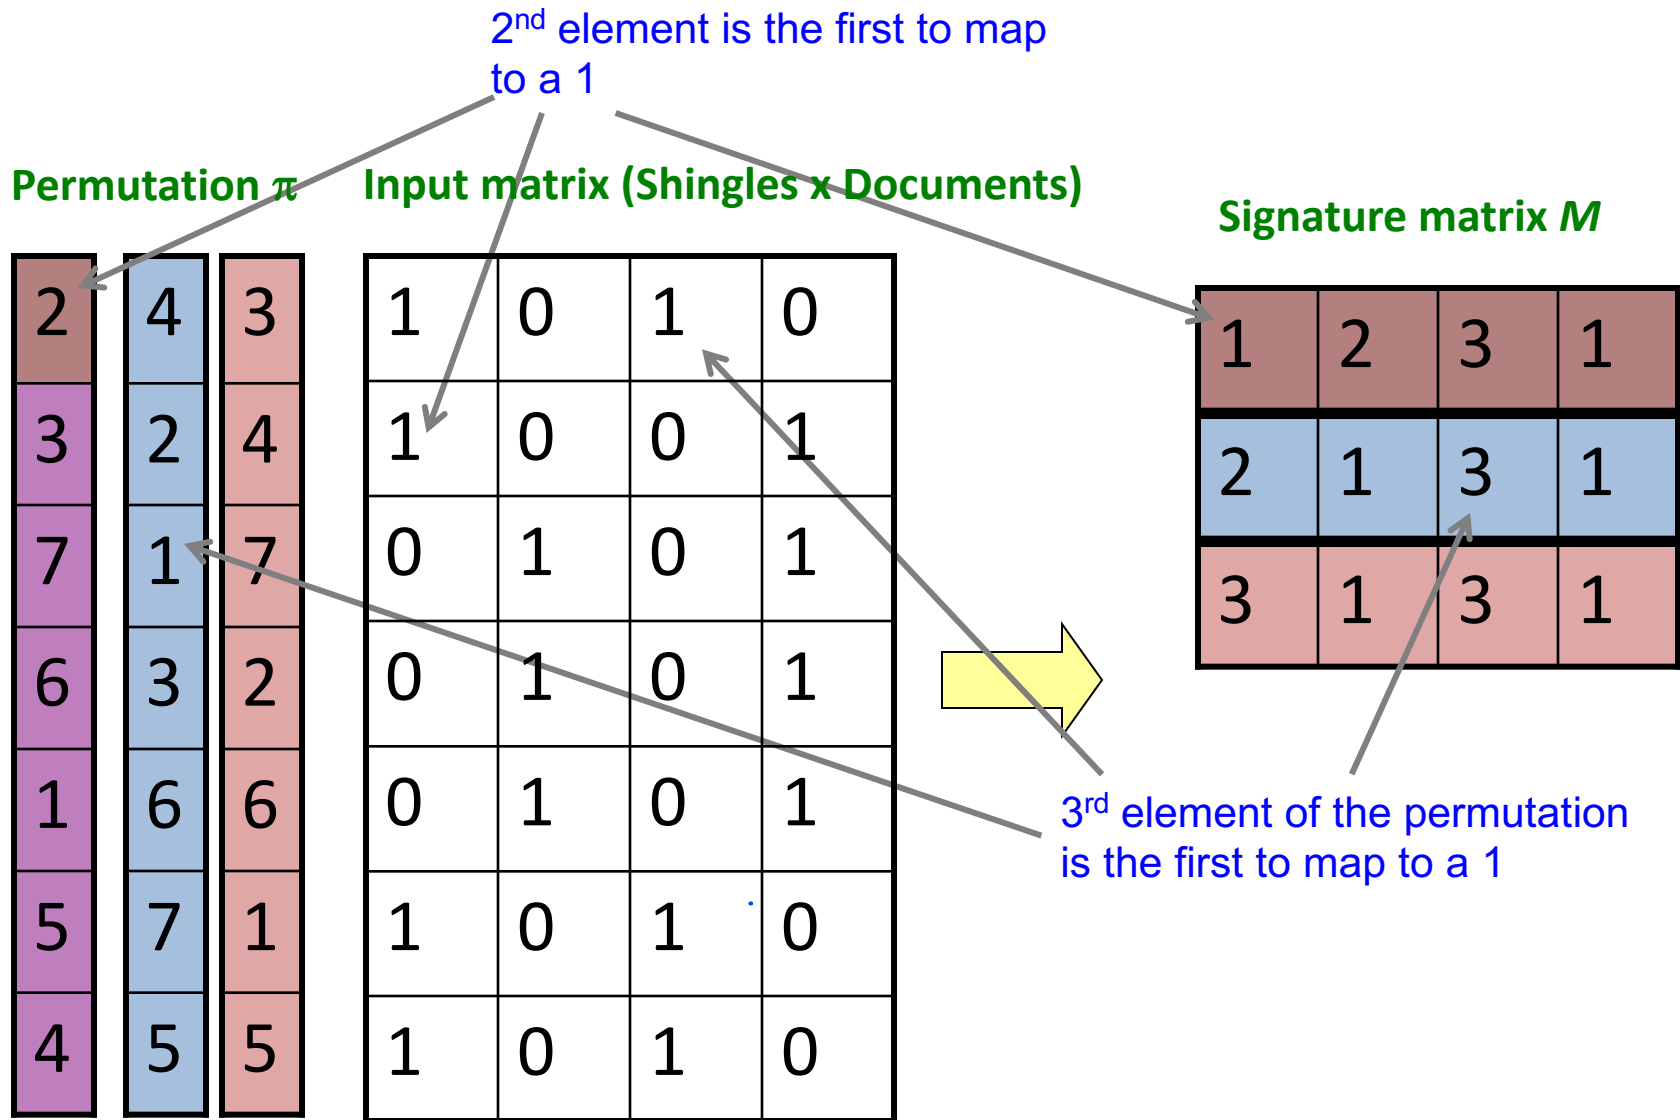 2nd element is the first to map
to a 1
Permutation π
Input matrix (Shingles x Documents)
Signature matrix M
2 4 3 1 0 1 0
3 2 4 1 0 0 1
7 1 7 0 1 0 1
6 3 2 0 1 0 1
1 6 6 0 1 0 1
5 7 1 1 0 1 0
4 5 5 1 0 1 0
1 2 3 1
2 1 3 1
3 1 3 1
3rd element of the permutation
is the first to map to a 1